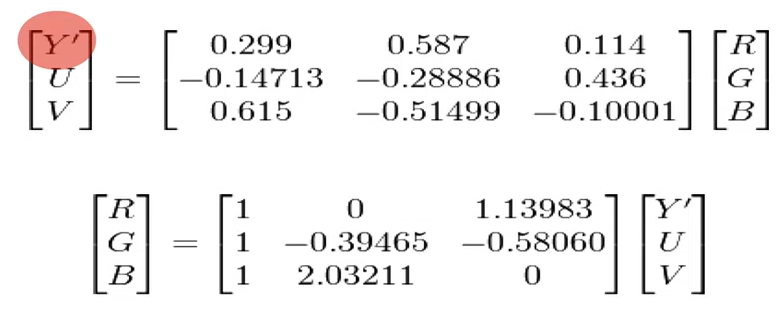 [Y′] [0.299 0.587 0.114] [R]
[U] = [−0.14713 −0.28886 0.436] [G]
[V] [0.615 −0.51499 −0.10001] [B]
[R] [1 0 1.13983] [Y′]
[G] = [1 −0.39465 −0.58060] [U]
[B] [1 2.03211 0] [V]